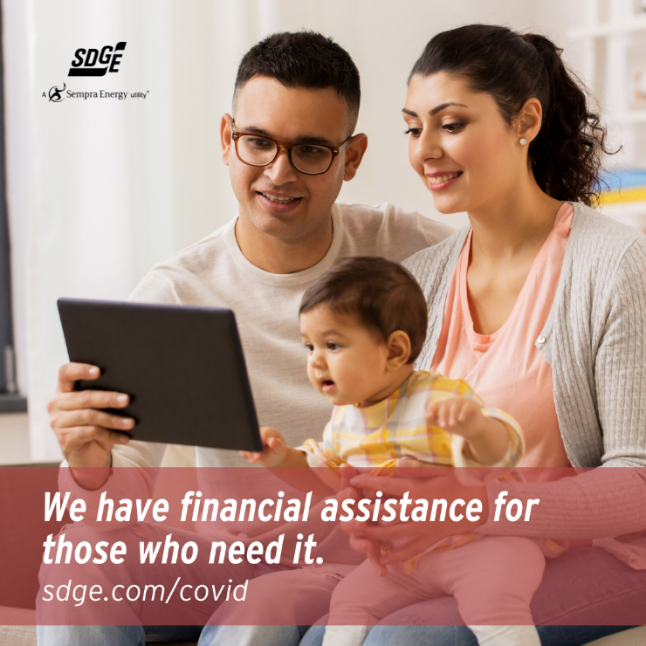 SDGE
A Sempra Energy utility®
We have financial assistance for
those who need it.
sdge.com/covid